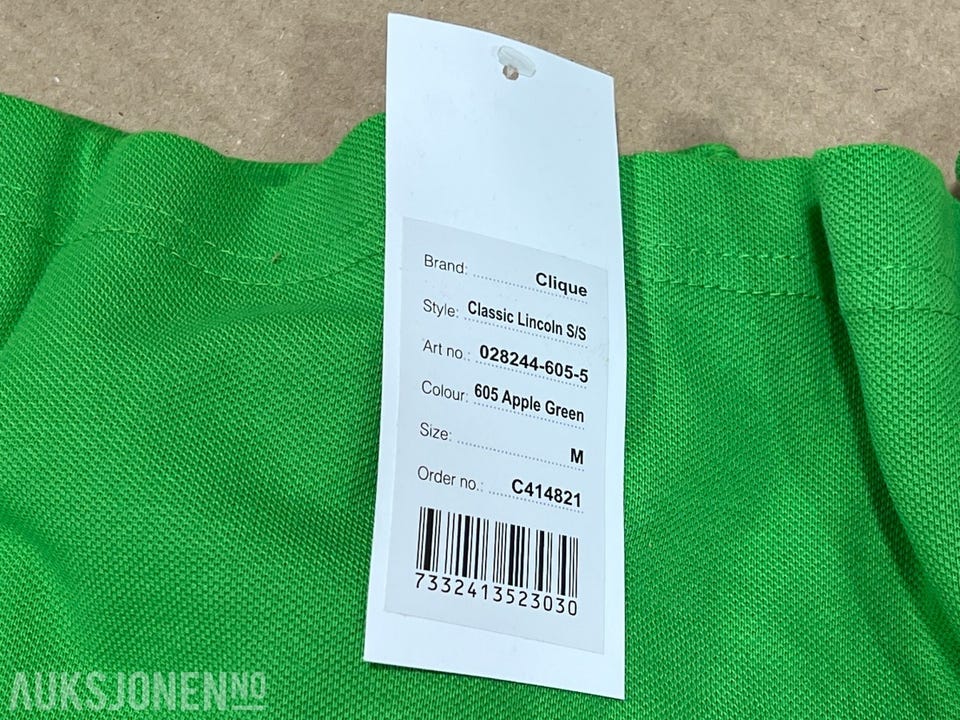 Brand: Clique
Style: Classic Lincoln S/S
Art no.: 028244-605-5
Colour: 605 Apple Green
Size: M
Order no.: C414821
7332413523030
AUKSJONEN NO